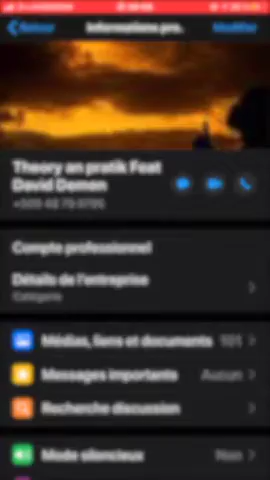 Retour Informations pro. Modifier
Theory an pratik Feat
David Demen
Compte professionnel
Détails de l'entreprise
Catégorie
Médias, liens et documents 101
Messages importants Aucun
Recherche discussion
Mode silencieux Non